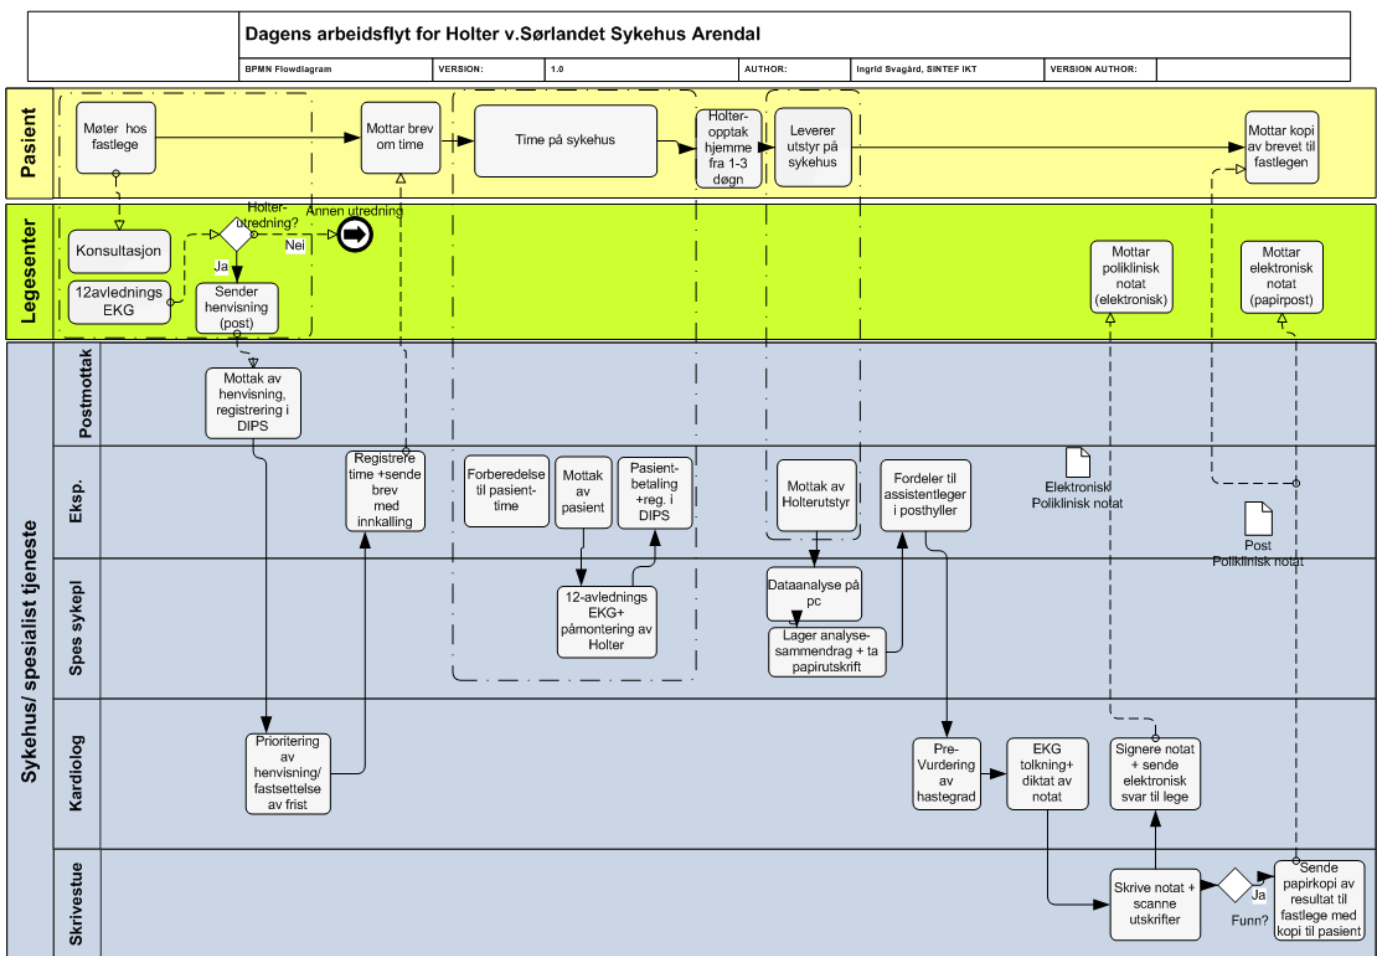 Dagens arbeidsflyt for Holter v.Sørlandet Sykehus Arendal
BPMN Flowdiagram
VERSION:
1.0
AUTHOR:
Ingrid Svagård, SINTEF IKT
VERSION AUTHOR:
Pasient
Møter hos
fastlege
Mottar brev
om time
Time på sykehus
Holter-
opptak
hjemme
fra 1-3
døgn
Leverer
utstyr på
sykehus
Mottar kopi
av brevet til
fastlegen
Legesenter
Konsultasjon
12avlednings
EKG
Holter-
utredning?
Annen utredning
Nei
Ja
Sender
henvisning
(post)
Mottar
poliklinisk
notat
(elektronisk)
Mottar
elektronisk
notat
(papirpost)
Sykehus/ spesialist tjeneste
Postmottak
Mottak av
henvisning,
registrering i
DIPS
Eksp.
Registrere
time +sende
brev
med
innkalling
Forberedelse
til pasient-
time
Mottak
av
pasient
Pasient-
betaling
+reg. i
DIPS
Mottak av
Holterutstyr
Fordeler til
assistentleger
i posthyller
Elektronisk
Poliklinisk notat
Post
Poliklinisk notat
Spes sykepl
12-avlednings
EKG+
påmontering av
Holter
Dataanalyse på
pc
Lager analyse-
sammendrag + ta
papirutskrift
Kardiolog
Prioritering
av
henvisning/
fastsettelse
av frist
Pre-
Vurdering
av
hastegrad
EKG
tolkning+
diktat av
notat
Signere notat
+ sende
elektronisk
svar til lege
Skrivestue
Skrive notat +
scanne
utskrifter
Funn?
Ja
Sende
papirkopi av
resultat til
fastlege med
kopi til pasient